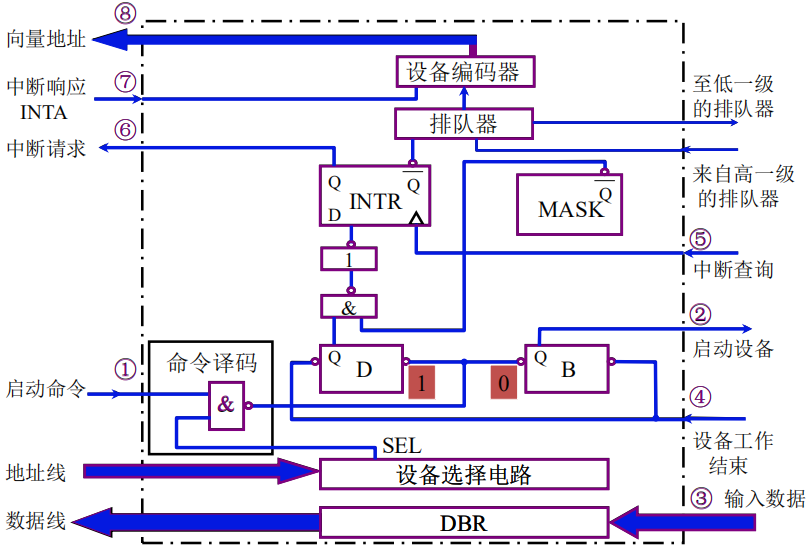 ⑧
向量地址
设备编码器
中断响应
INTA
⑦
至低一级
的排队器
排队器
⑥
中断请求
来自高一级
的排队器
Q
Q
INTR
D
Q
MASK
⑤
中断查询
1
&
②
启动设备
Q
D
1
0
Q
B
命令译码
①
启动命令
&
④
设备工作
结束
SEL
地址线
设备选择电路
③ 输入数据
数据线
DBR